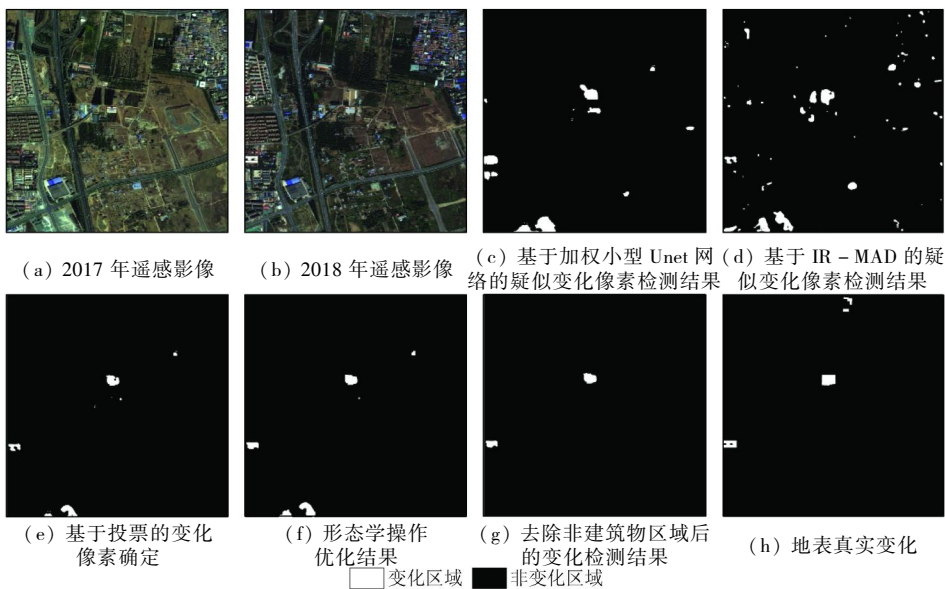 (a) 2017 年遥感影像
(b) 2018 年遥感影像
(c) 基于加权小型 Unet 网
络的疑似变化像素检测结果
(d) 基于 IR－MAD 的疑
似变化像素检测结果
(e) 基于投票的变化
像素确定
(f) 形态学操作
优化结果
(g) 去除非建筑物区域后
的变化检测结果
(h) 地表真实变化
变化区域 非变化区域